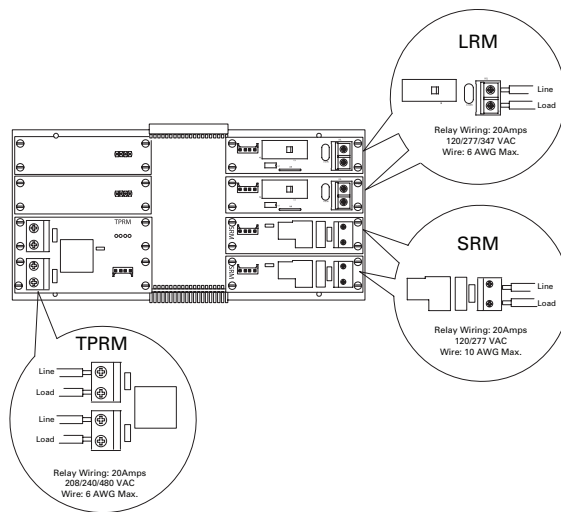 LRM
Line
Load
Relay Wiring: 20Amps
120/277/347 VAC
Wire: 6 AWG Max.
TPRM
SRM
SRM
SRM
Line
Load
Relay Wiring: 20Amps
120/277 VAC
Wire: 10 AWG Max.
TPRM
Line
Load
Line
Load
Relay Wiring: 20Amps
208/240/480 VAC
Wire: 6 AWG Max.